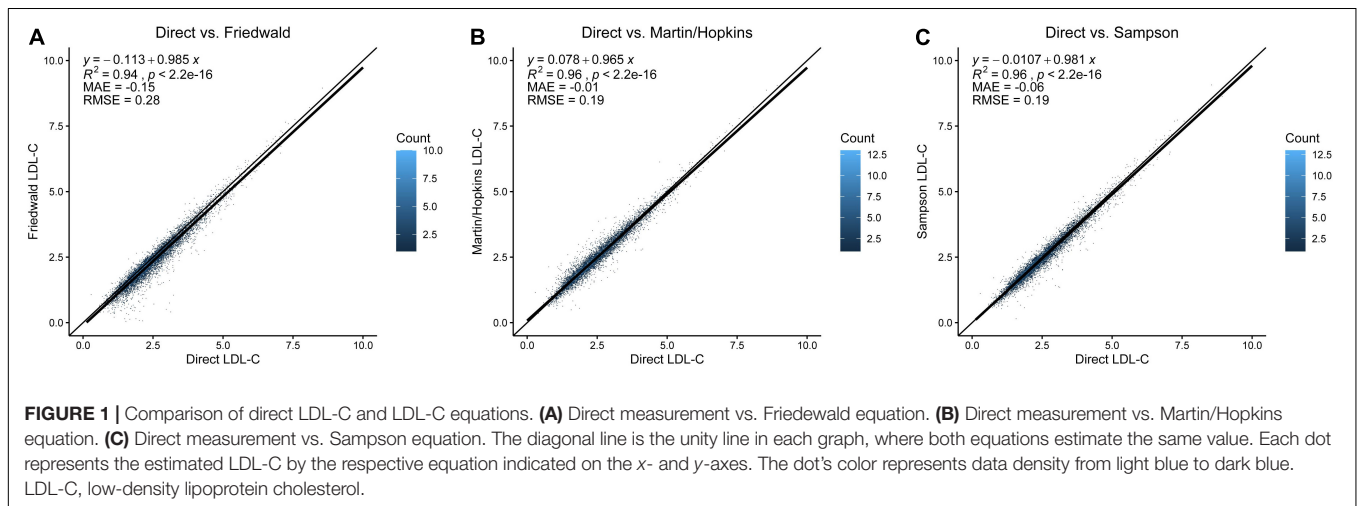 A
Direct vs. Friedwald
y = − 0.113 + 0.985 x
R² = 0.94 , p < 2.2e-16
MAE = -0.15
RMSE = 0.28
Friedwald LDL-C
10.0
7.5
5.0
2.5
0.0
0.0 2.5 5.0 7.5 10.0
Direct LDL-C
Count
10.0
7.5
5.0
2.5
B
Direct vs. Martin/Hopkins
y = 0.078 + 0.965 x
R² = 0.96 , p < 2.2e-16
MAE = -0.01
RMSE = 0.19
Martin/Hopkins LDL-C
10.0
7.5
5.0
2.5
0.0
0.0 2.5 5.0 7.5 10.0
Direct LDL-C
Count
12.5
10.0
7.5
5.0
2.5
C
Direct vs. Sampson
y = − 0.0107 + 0.981 x
R² = 0.96 , p < 2.2e-16
MAE = -0.06
RMSE = 0.19
Sampson LDL-C
10.0
7.5
5.0
2.5
0.0
0.0 2.5 5.0 7.5 10.0
Direct LDL-C
Count
12.5
10.0
7.5
5.0
2.5
FIGURE 1 | Comparison of direct LDL-C and LDL-C equations. (A) Direct measurement vs. Friedewald equation. (B) Direct measurement vs. Martin/Hopkins
equation. (C) Direct measurement vs. Sampson equation. The diagonal line is the unity line in each graph, where both equations estimate the same value. Each dot
represents the estimated LDL-C by the respective equation indicated on the x- and y-axes. The dot's color represents data density from light blue to dark blue.
LDL-C, low-density lipoprotein cholesterol.